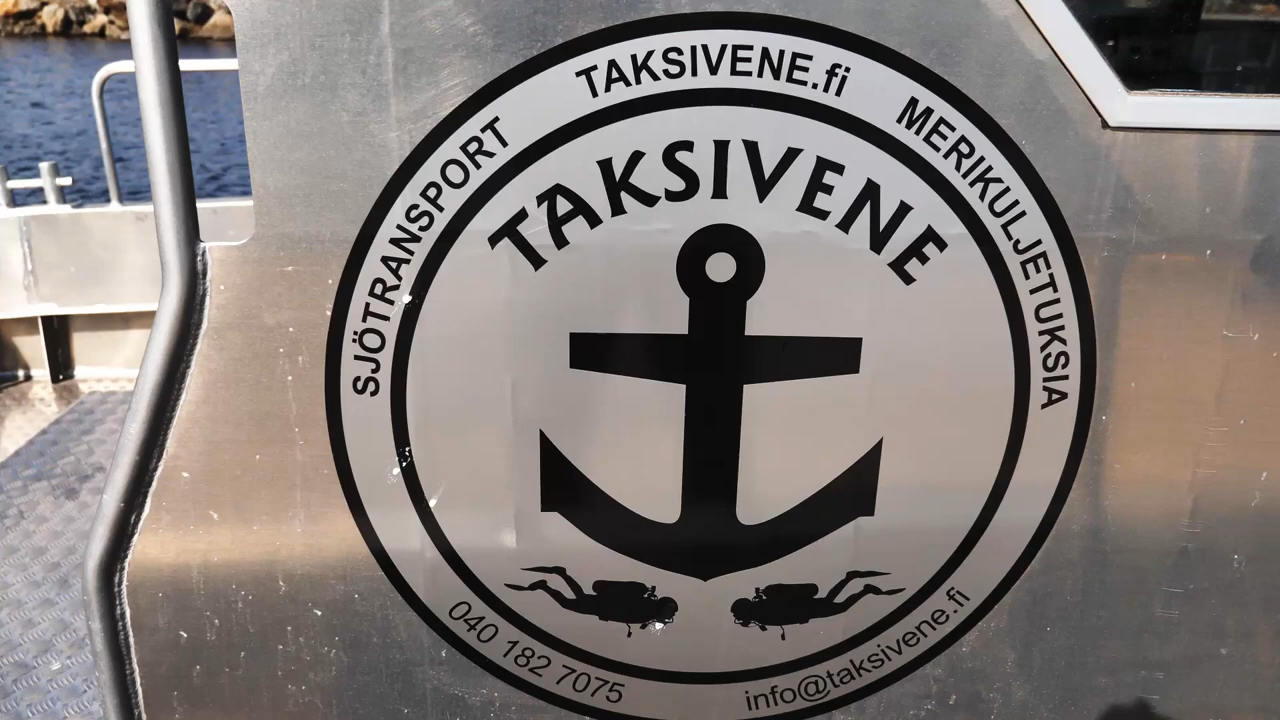 SJÖTRANSPORT
TAKSIVENE.fi
MERIKULJETUKSIA
TAKSIVENE
040 182 7075
info@taksivene.fi